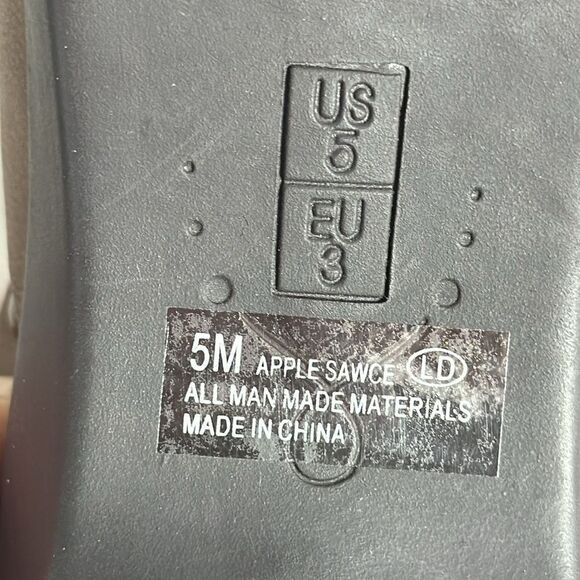 US
5
EU
3
5M APPLE SAWCE LD
ALL MAN MADE MATERIALS
MADE IN CHINA